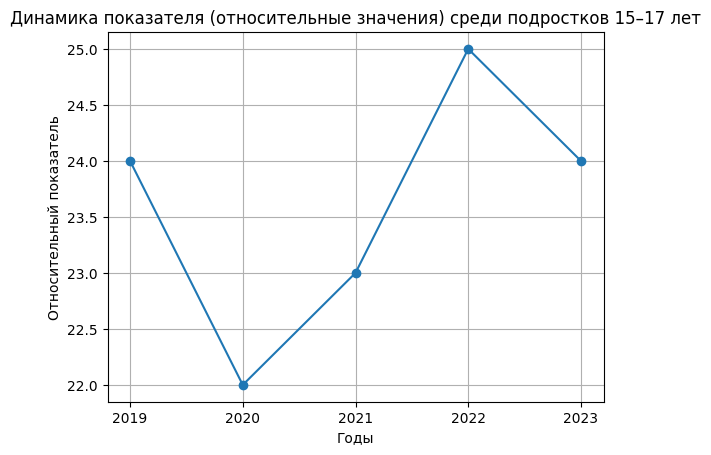 Динамика показателя (относительные значения) среди подростков 15–17 лет
Относительный показатель
25.0
24.5
24.0
23.5
23.0
22.5
22.0
2019 2020 2021 2022 2023
Годы